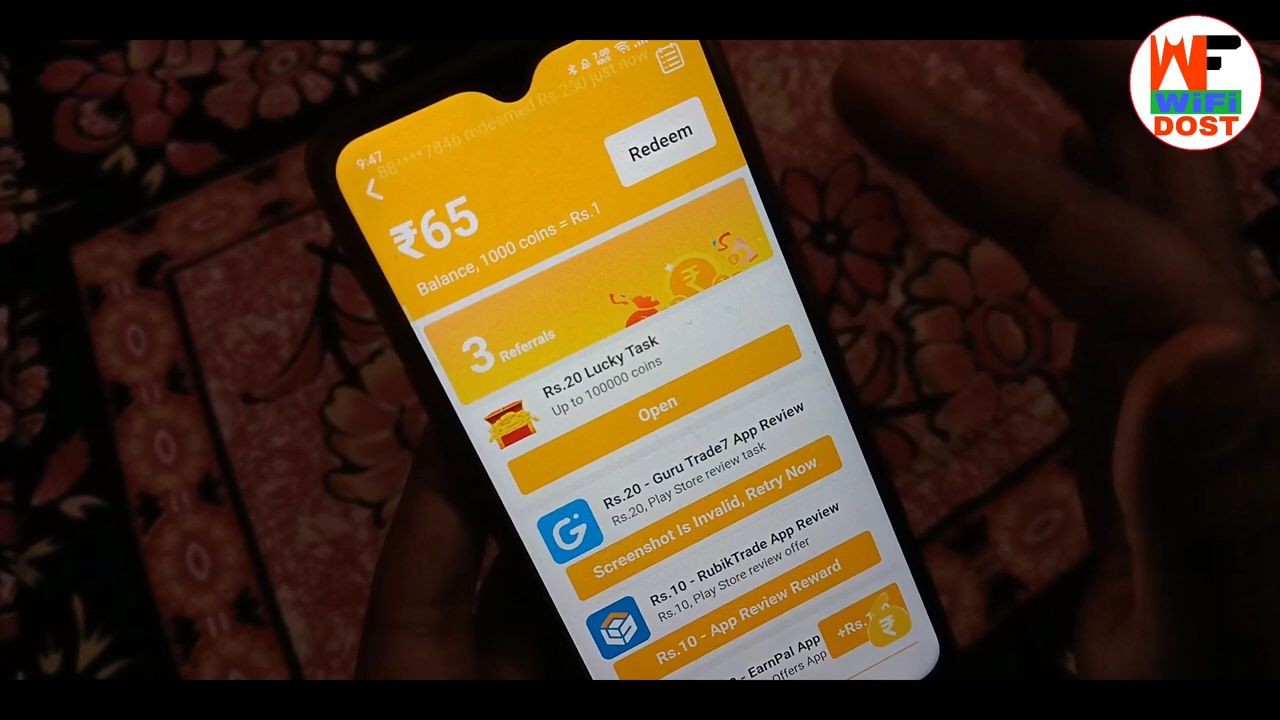 WF
WiFi
DOST
9:47
7.00
88****7846 redeemed Rs 250 just now
Redeem
₹65
Balance, 1000 coins = Rs.1
3 Referrals
Rs.20 Lucky Task
Up to 100000 coins
Open
Rs.20 - Guru Trade7 App Review
Rs.20, Play Store review task
Screenshot Is Invalid, Retry Now
Rs.10 - RubikTrade App Review
Rs.10, Play Store review offer
Rs.10 - App Review Reward
- EarnPal App
Offers App
+Rs.